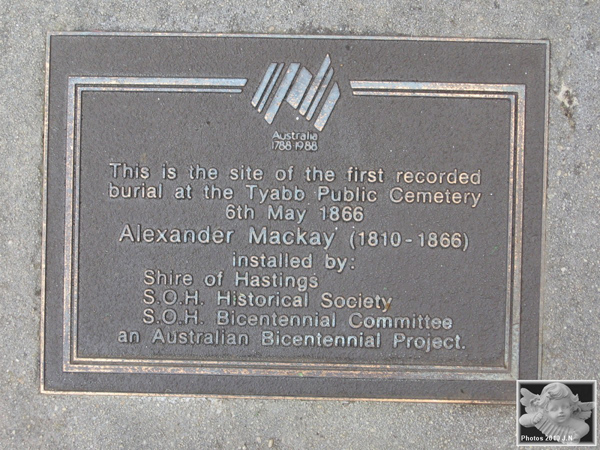 Australia
1788 1988
This is the site of the first recorded
burial at the Tyabb Public Cemetery
6th May 1866
Alexander Mackay (1810-1866)
installed by:
Shire of Hastings
S.O.H. Historical Society
S.O.H. Bicentennial Committee
an Australian Bicentennial Project.
Photos 2013 J.N